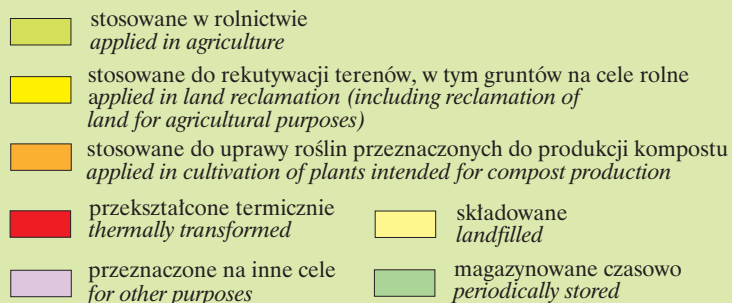 stosowane w rolnictwie
applied in agriculture
stosowane do rekutywacji terenów, w tym gruntów na cele rolne
applied in land reclamation (including reclamation of
land for agricultural purposes)
stosowane do uprawy roślin przeznaczonych do produkcji kompostu
applied in cultivation of plants intended for compost production
przekształcone termicznie
thermally transformed
składowane
landfilled
przeznaczone na inne cele
for other purposes
magazynowane czasowo
periodically stored